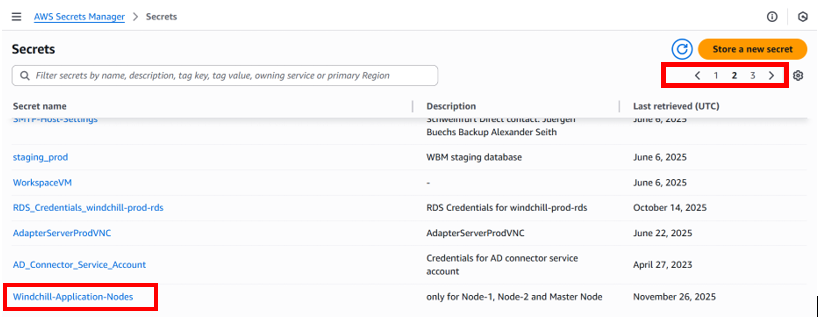 AWS Secrets Manager > Secrets
Secrets
Store a new secret
Filter secrets by name, description, tag key, tag value, owning service or primary Region
< 1 2 3 >
Secret name Description Last retrieved (UTC)
SMTP-Host-Settings Schweinfurt Direct contact: Juergen June 6, 2025
Buechs Backup Alexander Seith
staging_prod WBM staging database June 6, 2025
WorkspaceVM - June 6, 2025
RDS_Credentials_windchill-prod-rds RDS Credentials for windchill-prod-rds October 14, 2025
AdapterServerProdVNC AdapterServerProdVNC June 22, 2025
AD_Connector_Service_Account Credentials for AD connector service April 27, 2023
account
Windchill-Application-Nodes only for Node-1, Node-2 and Master Node November 26, 2025